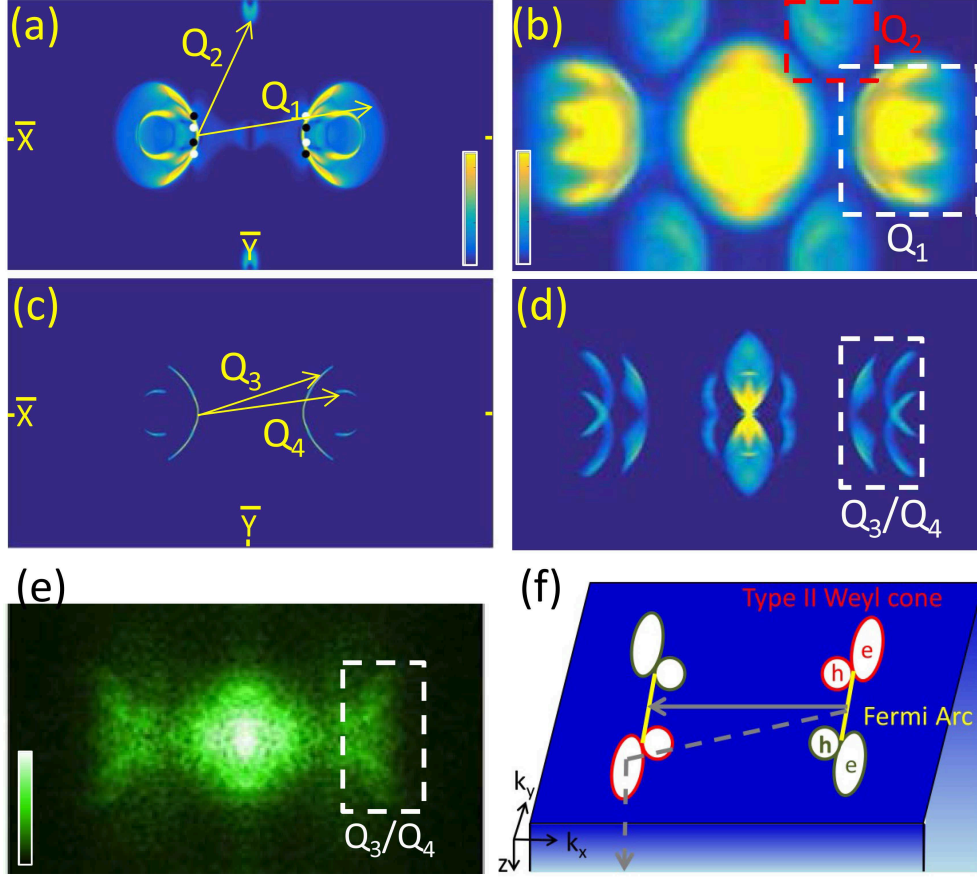 (a)
Q2
Q1
X̅
Y̅
(b)
Q2
Q1
(c)
Q3
Q4
X̅
Y̅
(d)
Q3/Q4
(e)
Q3/Q4
(f)
Type II Weyl cone
e
h
Fermi Arc
h
e
ky
kx
z